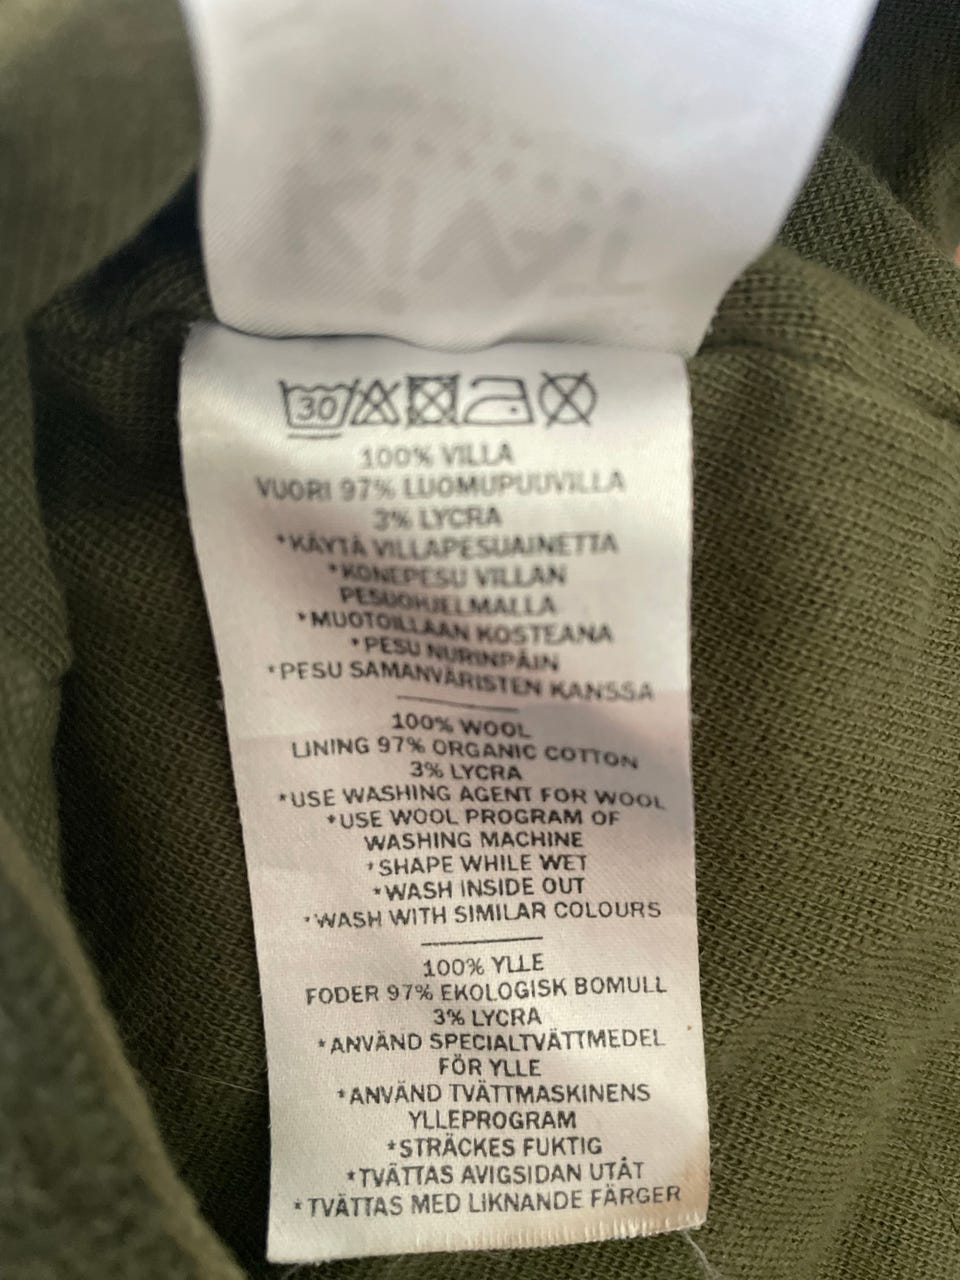 30
100% VILLA
VUORI 97% LUOMUPUUVILLA
3% LYCRA
*KÄYTÄ VILLAPESUAINETTA
*KONEPESU VILLAN
PESUOHJELMALLA
*MUOTOILLAAN KOSTEANA
*PESU NURINPÄIN
*PESU SAMANVÄRISTEN KANSSA
100% WOOL
LINING 97% ORGANIC COTTON
3% LYCRA
*USE WASHING AGENT FOR WOOL
*USE WOOL PROGRAM OF
WASHING MACHINE
*SHAPE WHILE WET
*WASH INSIDE OUT
*WASH WITH SIMILAR COLOURS
100% YLLE
FODER 97% EKOLOGISK BOMULL
3% LYCRA
*ANVÄND SPECIALTVÄTTMEDEL
FÖR YLLE
*ANVÄND TVÄTTMASKINENS
YLLEPROGRAM
*STRÄCKES FUKTIG
*TVÄTTAS AVIGSIDAN UTÅT
*TVÄTTAS MED LIKNANDE FÄRGER